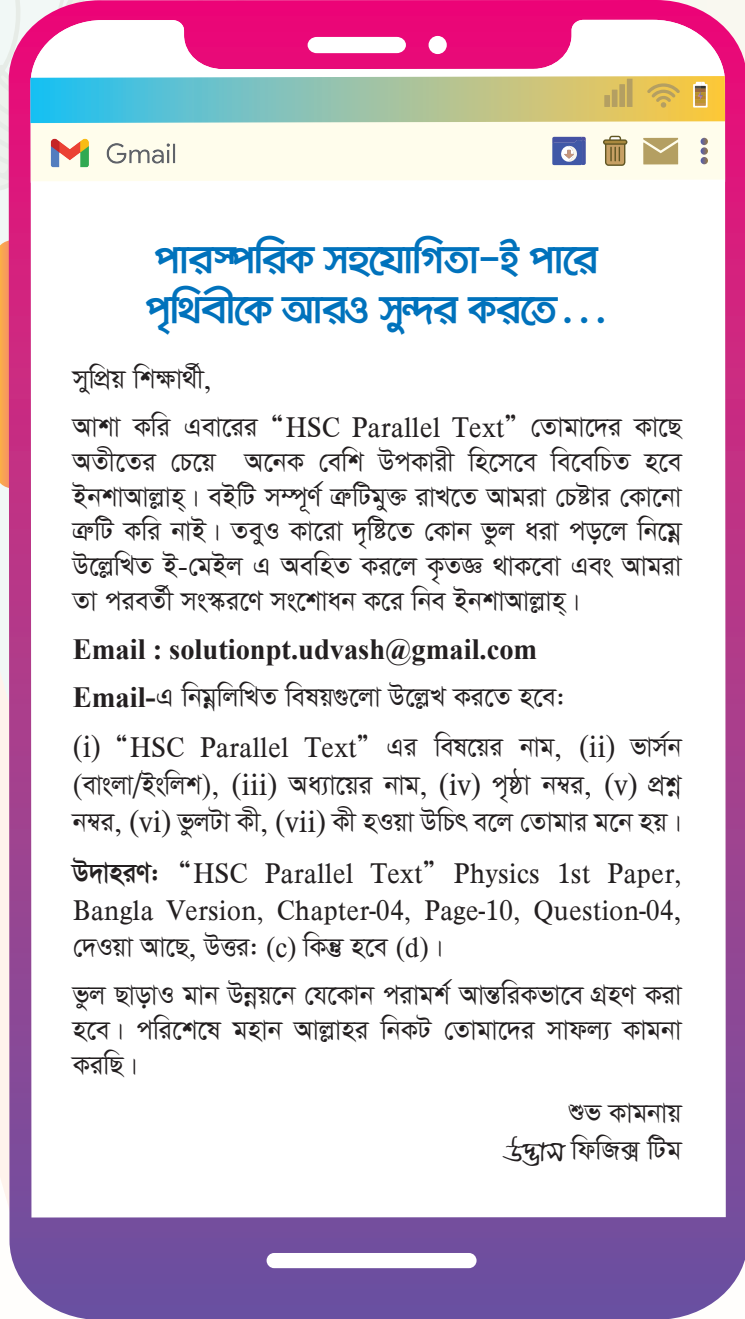 Gmail
পারস্পরিক সহযোগিতা-ই পারে
পৃথিবীকে আরও সুন্দর করতে...
সুপ্রিয় শিক্ষার্থী,
আশা করি এবারের “HSC Parallel Text” তোমাদের কাছে
অতীতের চেয়ে অনেক বেশি উপকারী হিসেবে বিবেচিত হবে
ইনশাআল্লাহ্। বইটি সম্পূর্ণ ত্রুটিমুক্ত রাখতে আমরা চেষ্টার কোনো
ত্রুটি করি নাই। তবুও কারো দৃষ্টিতে কোন ভুল ধরা পড়লে নিম্নে
উল্লেখিত ই-মেইল এ অবহিত করলে কৃতজ্ঞ থাকবো এবং আমরা
তা পরবর্তী সংস্করণে সংশোধন করে নিব ইনশাআল্লাহ্।
Email : solutionpt.udvash@gmail.com
Email-এ নিম্নলিখিত বিষয়গুলো উল্লেখ করতে হবে:
(i) “HSC Parallel Text” এর বিষয়ের নাম, (ii) ভার্সন
(বাংলা/ইংলিশ), (iii) অধ্যায়ের নাম, (iv) পৃষ্ঠা নম্বর, (v) প্রশ্ন
নম্বর, (vi) ভুলটা কী, (vii) কী হওয়া উচিৎ বলে তোমার মনে হয়।
উদাহরণ: “HSC Parallel Text” Physics 1st Paper,
Bangla Version, Chapter-04, Page-10, Question-04,
দেওয়া আছে, উত্তর: (c) কিন্তু হবে (d)।
ভুল ছাড়াও মান উন্নয়নে যেকোন পরামর্শ আন্তরিকভাবে গ্রহণ করা
হবে। পরিশেষে মহান আল্লাহর নিকট তোমাদের সাফল্য কামনা
করছি।
শুভ কামনায়
উদ্ভাস ফিজিক্স টিম